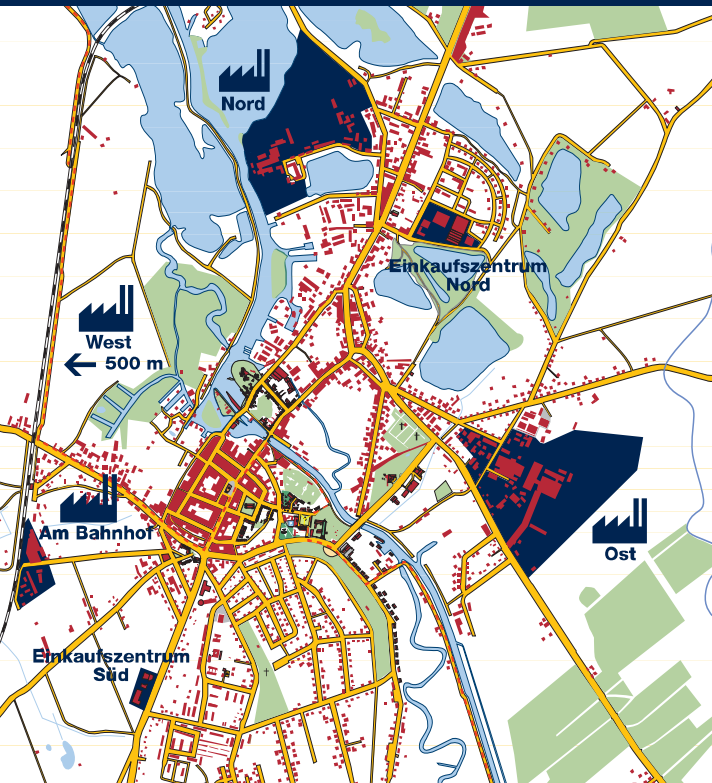 Nord
Einkaufszentrum
Nord
West
← 500 m
Am Bahnhof
Ost
Einkaufszentrum
Süd